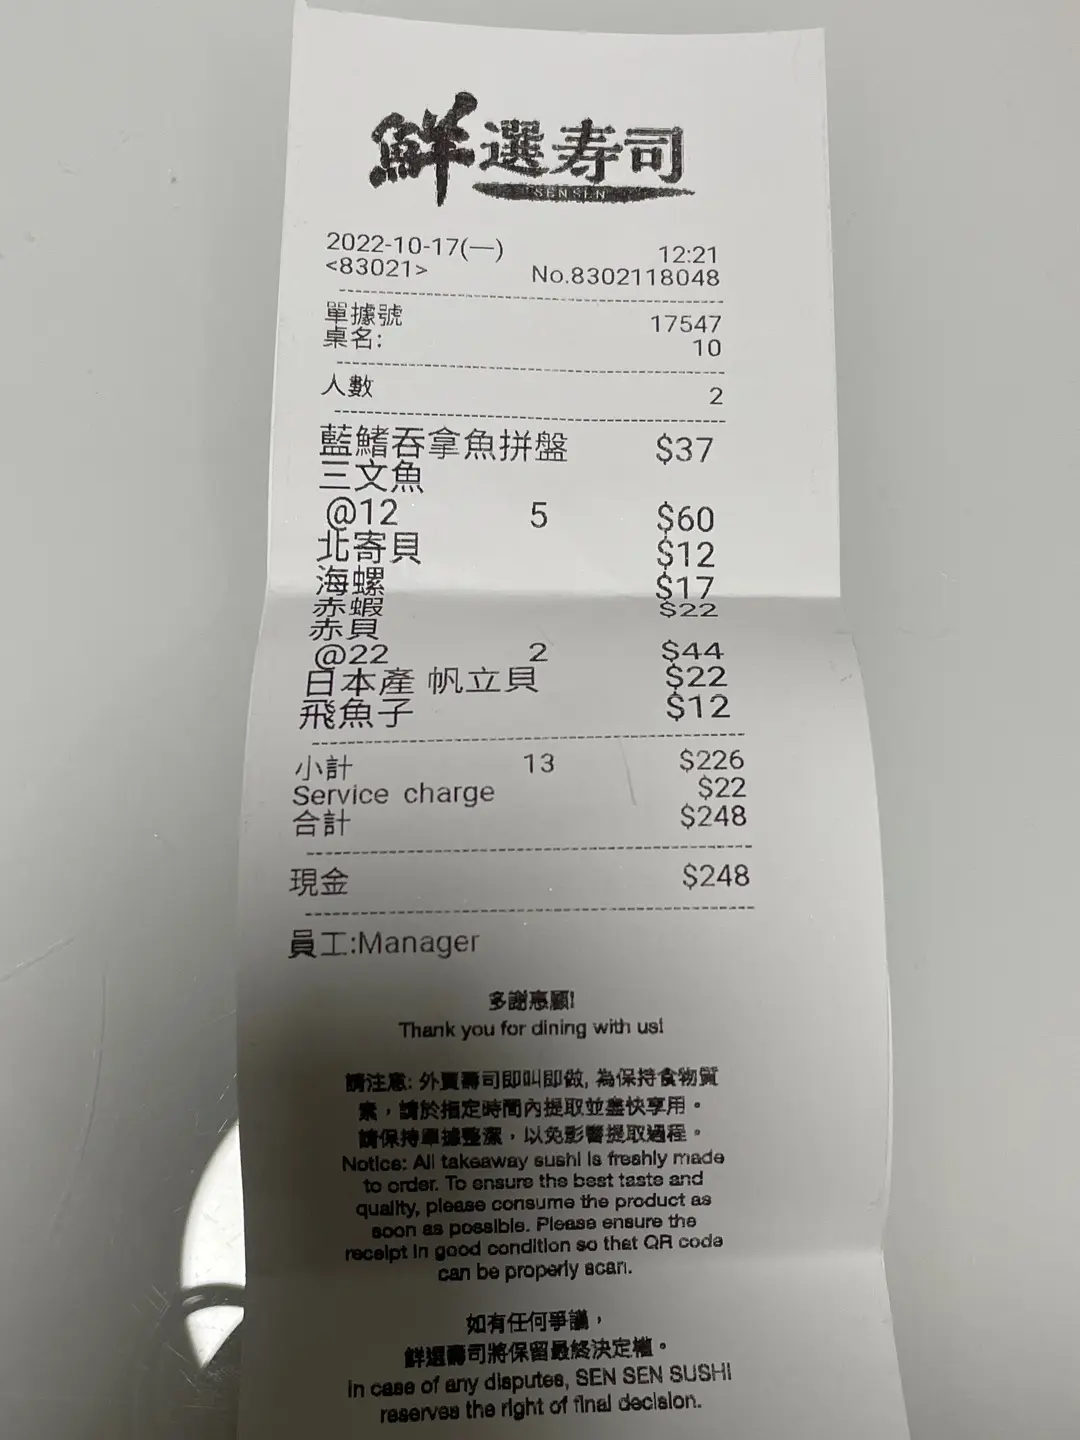 鮮選寿司
SEN SEN
2022-10-17(一) 12:21
<83021> No.8302118048
單據號 17547
桌名: 10
人數 2
藍鰭吞拿魚拼盤 $37
三文魚
@12 5 $60
北寄貝 $12
海螺 $17
赤蝦 $22
赤貝
@22 2 $44
日本產 帆立貝 $22
飛魚子 $12
小計 13 $226
Service charge $22
合計 $248
現金 $248
員工:Manager
多謝惠顧!
Thank you for dining with us!
請注意: 外賣壽司即叫即做, 為保持食物質
素，請於指定時間內提取並盡快享用。
請保持單據整潔，以免影響提取過程。
Notice: All takeaway sushi is freshly made
to order. To ensure the best taste and
quality, please consume the product as
soon as possible. Please ensure the
receipt in good condition so that QR code
can be properly scan.
如有任何爭議，
鮮選壽司將保留最終決定權。
In case of any disputes, SEN SEN SUSHI
reserves the right of final decision.